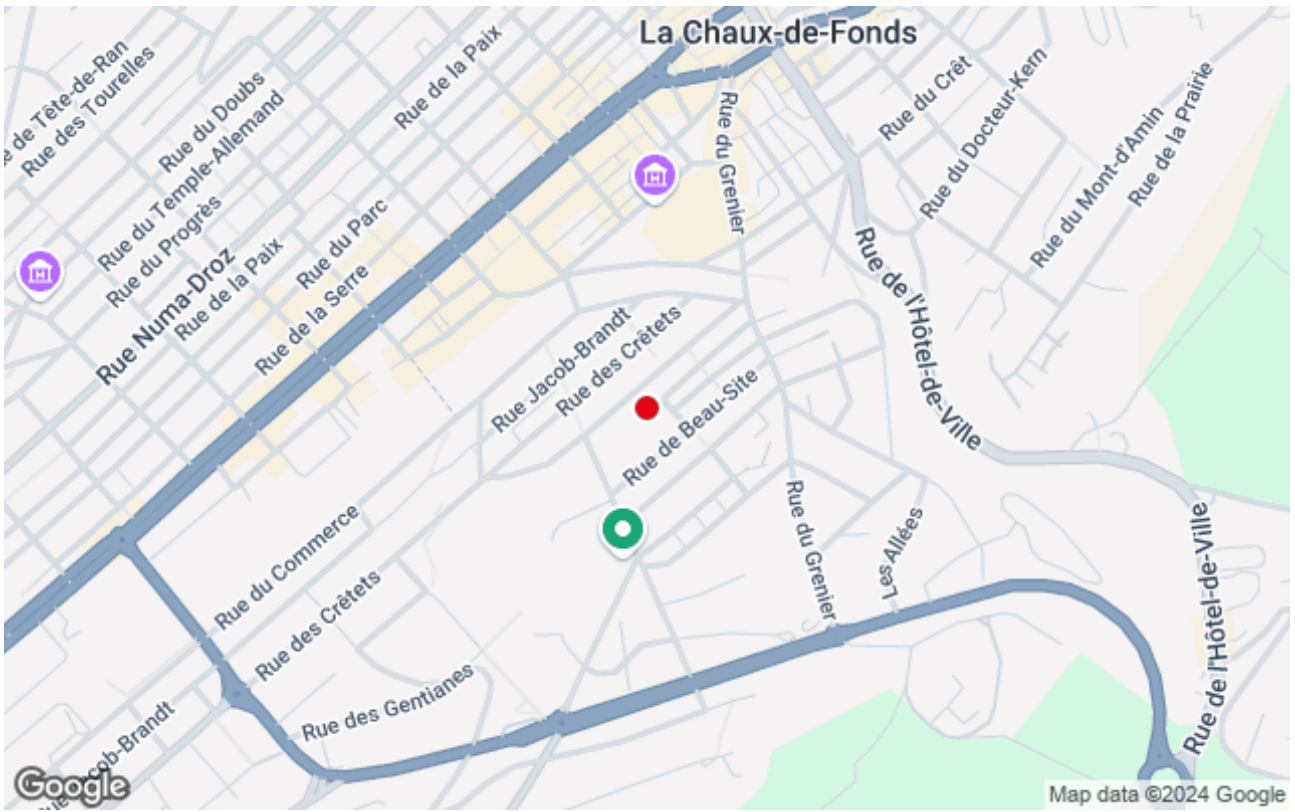 La Chaux-de-Fonds
e de Tête-de-Ran
Rue des Tourelles
Rue du Doubs
Rue du Temple-Allemand
Rue du Progrès
Rue de la Paix
Rue Numa-Droz
Rue de la Paix
Rue du Parc
Rue de la Serre
Rue du Grenier
Rue du Crêt
Rue du Docteur-Kern
Rue du Mont-d'Amin
Rue de la Prairie
Rue de l'Hôtel-de-Ville
Rue Jacob-Brandt
Rue des Crêtets
Rue de Beau-Site
Rue du Commerce
Rue des Crêtets
Rue du Grenier
Les Allées
Rue de l'Hôtel-de-Ville
Rue des Gentianes
Rue Jacob-Brandt
Google
Map data ©2024 Google